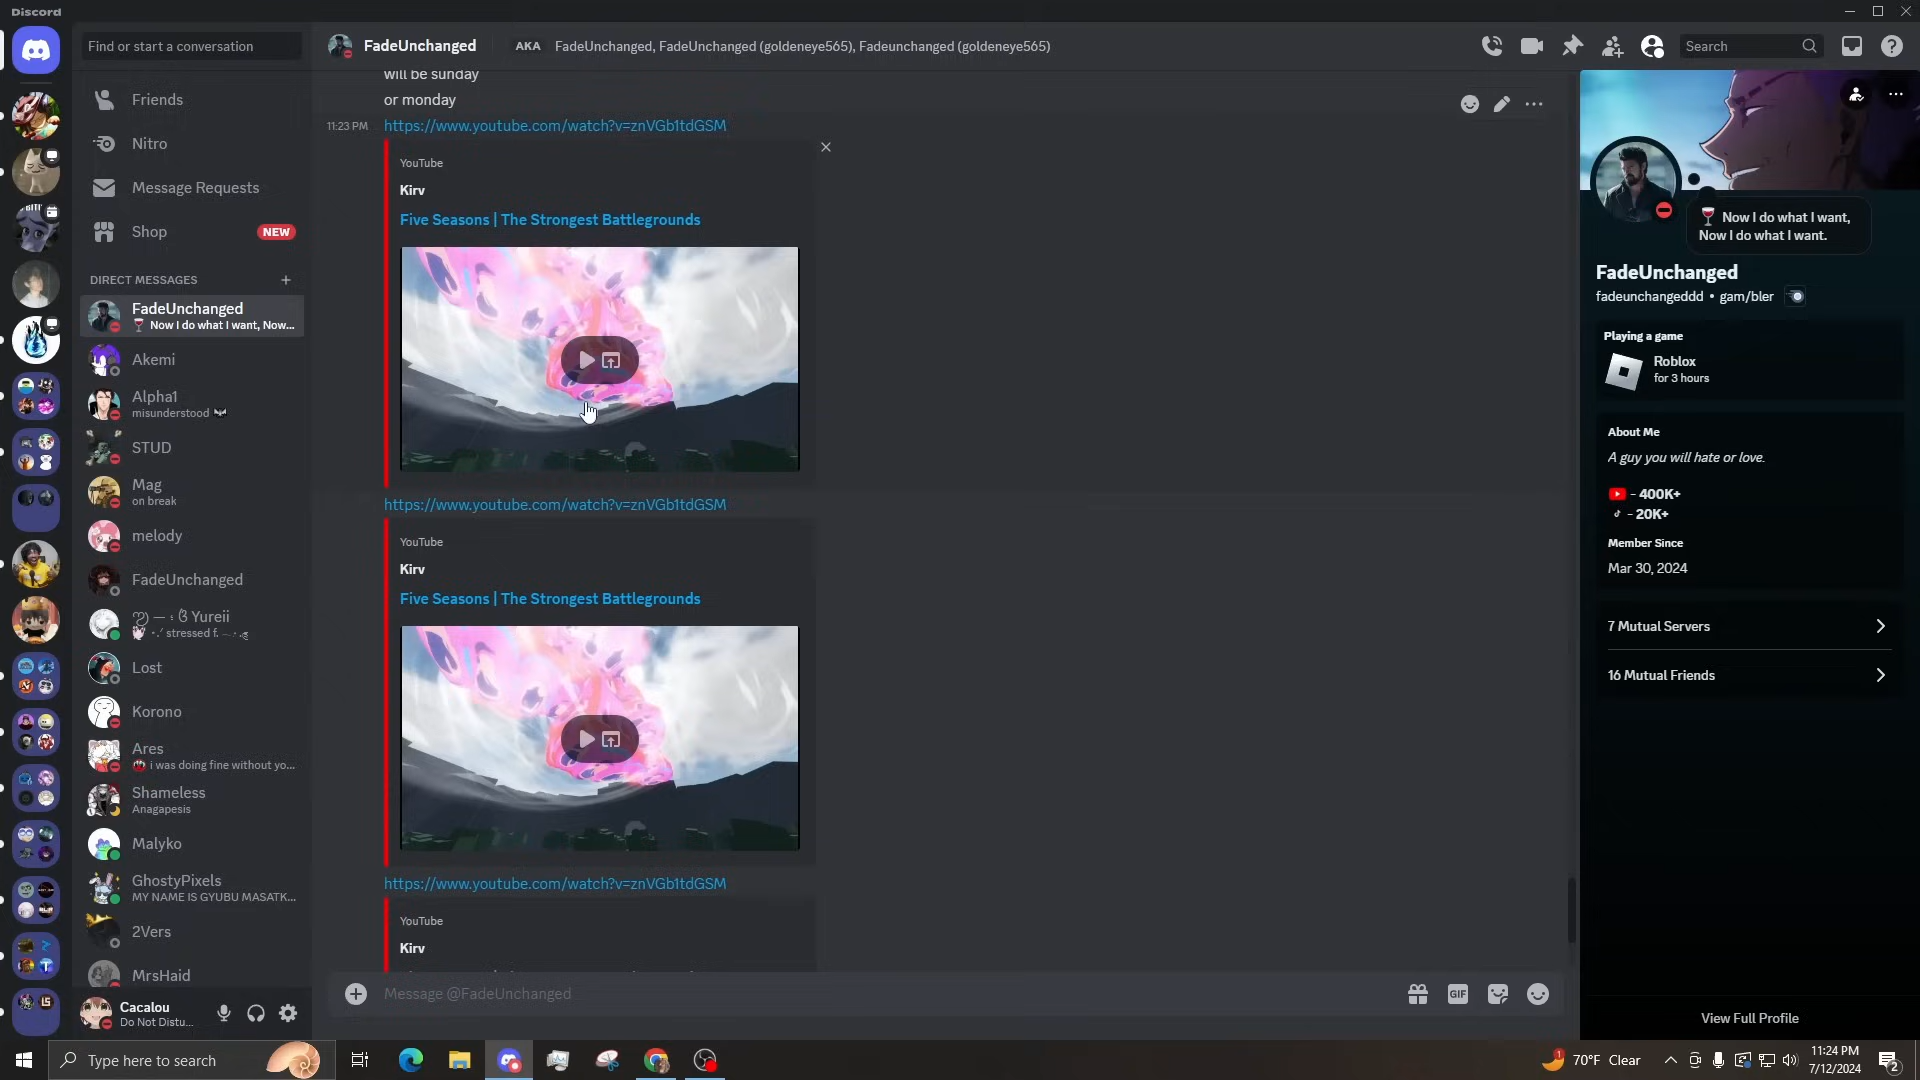 Discord
Find or start a conversation
Friends
Nitro
Message Requests
Shop
NEW
DIRECT MESSAGES
FadeUnchanged
Now I do what I want, Now...
Akemi
Alpha1
misunderstood
STUD
Mag
on break
melody
FadeUnchanged
Yureii
stressed f.
Lost
Korono
Ares
i was doing fine without yo...
Shameless
Anagapesis
Malyko
GhostyPixels
MY NAME IS GYUBU MASATK...
2Vers
MrsHaid
Cacalou
Do Not Distu...
FadeUnchanged
AKA FadeUnchanged, FadeUnchanged (goldeneye565), Fadeunchanged (goldeneye565)
Search
will be sunday
or monday
11:23 PM https://www.youtube.com/watch?v=znVGb1tdGSM
YouTube
Kirv
Five Seasons | The Strongest Battlegrounds
https://www.youtube.com/watch?v=znVGb1tdGSM
YouTube
Kirv
Five Seasons | The Strongest Battlegrounds
https://www.youtube.com/watch?v=znVGb1tdGSM
YouTube
Kirv
Message @FadeUnchanged
GIF
Now I do what I want,
Now I do what I want.
FadeUnchanged
fadeunchangeddd • gam/bler
Playing a game
Roblox
for 3 hours
About Me
A guy you will hate or love.
- 400K+
- 20K+
Member Since
Mar 30, 2024
7 Mutual Servers
16 Mutual Friends
View Full Profile
Type here to search
70°F Clear
11:24 PM
7/12/2024
2